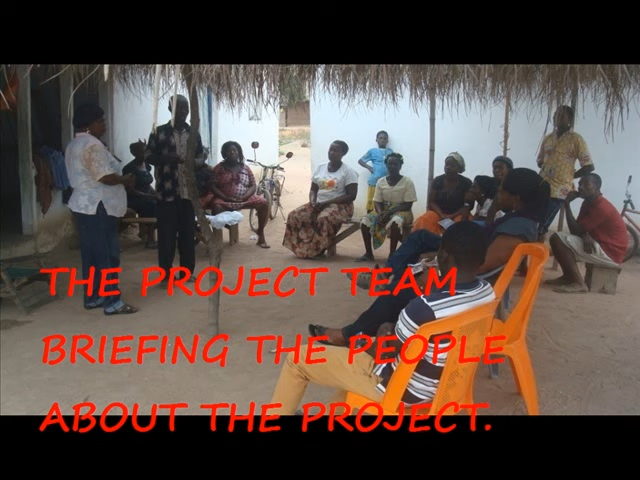 THE PROJECT TEAM
BRIEFING THE PEOPLE
ABOUT THE PROJECT.